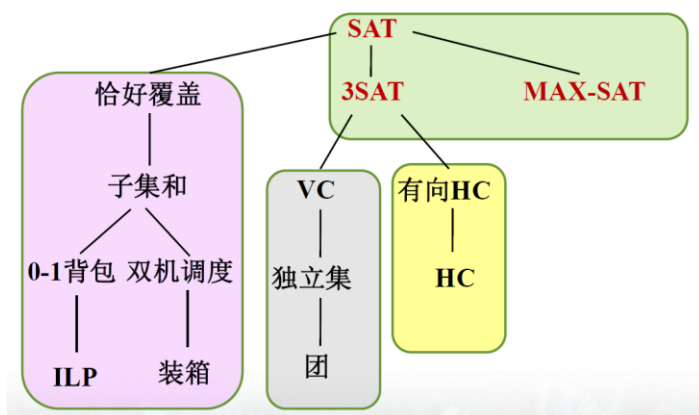 SAT
恰好覆盖
3SAT
MAX-SAT
子集和
VC
有向HC
0-1背包
双机调度
独立集
HC
ILP
装箱
团